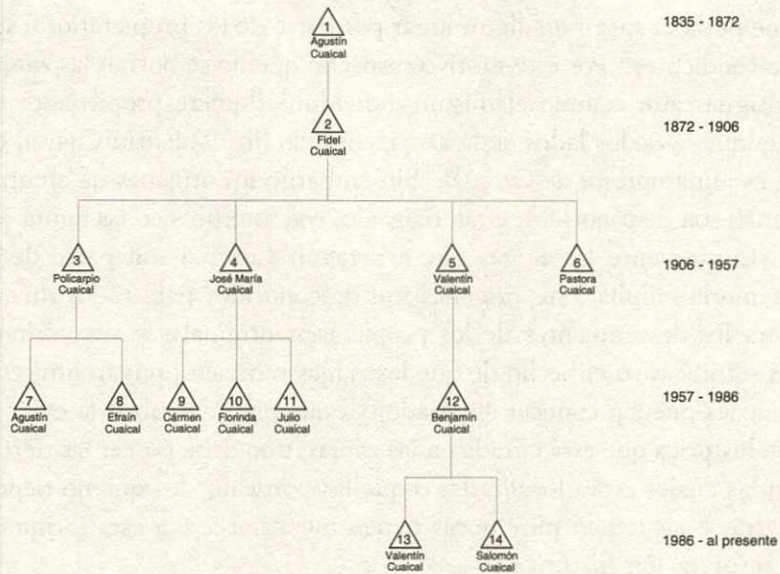 1
Agustín
Cuaical
1835 - 1872
2
Fidel
Cuaical
1872 - 1906
3
Policarpio
Cuaical
4
José María
Cuaical
5
Valentín
Cuaical
6
Pastora
Cuaical
1906 - 1957
7
Agustín
Cuaical
8
Efraín
Cuaical
9
Cármen
Cuaical
10
Florinda
Cuaical
11
Julio
Cuaical
12
Benjamín
Cuaical
1957 - 1986
13
Valentín
Cuaical
14
Salomón
Cuaical
1986 - al presente